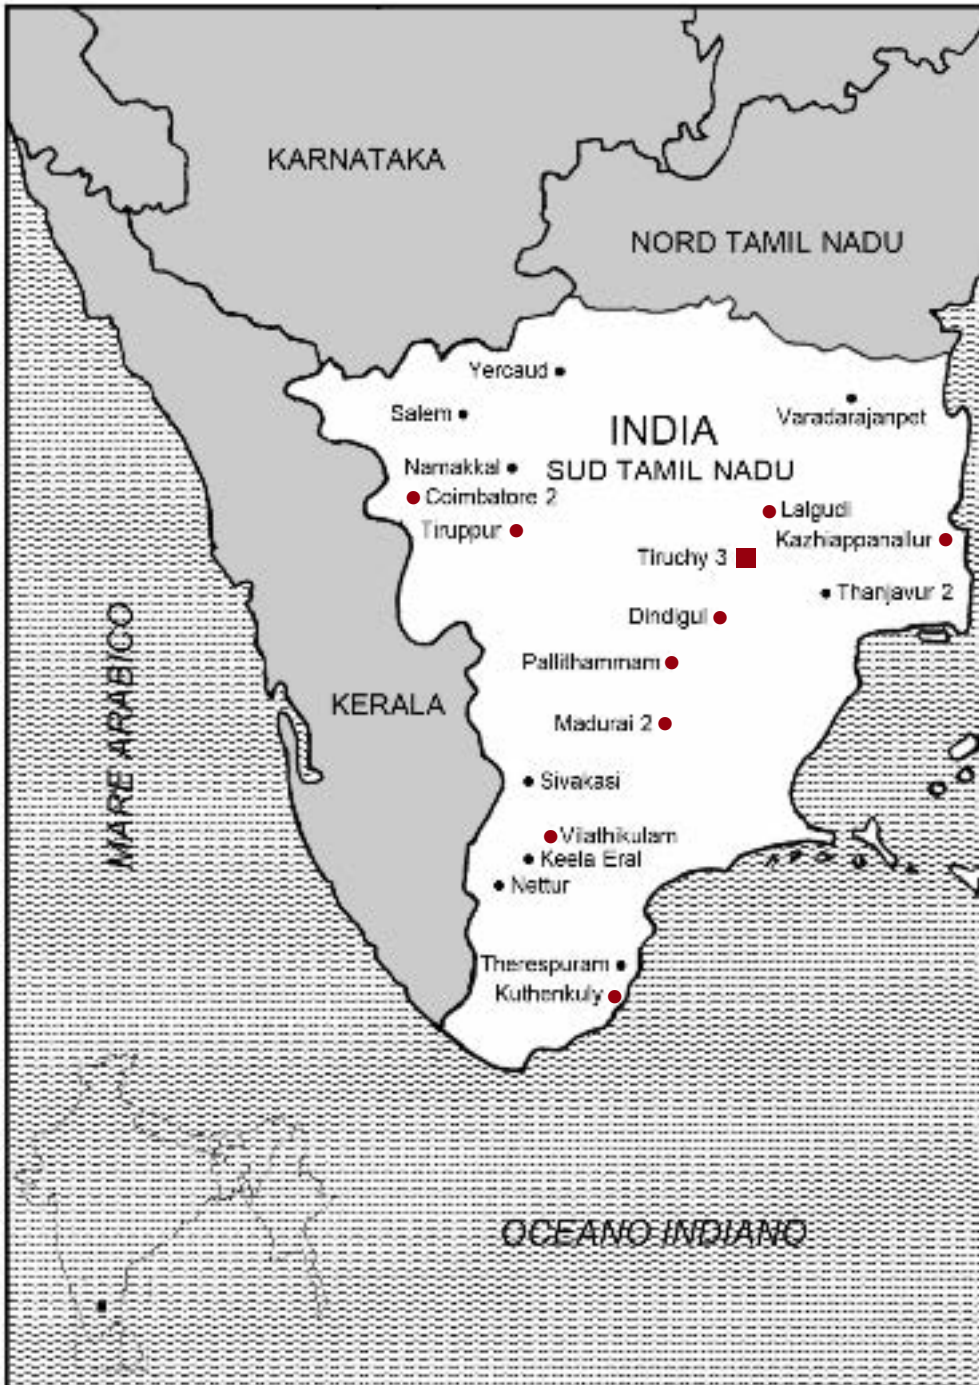 KARNATAKA
NORD TAMIL NADU
Yercaud
Salem
Varadarajanpet
INDIA
SUD TAMIL NADU
Namakkal
Coimbatore 2
Lalgudi
Tiruppur
Kazhiappanallur
Tiruchy 3
Thanjavur 2
Dindigul
Pallithammam
KERALA
Madurai 2
MARE ARABICO
Sivakasi
Vilathikulam
Keela Eral
Nettur
Therespuram
Kuthenkuly
OCEANO INDIANO